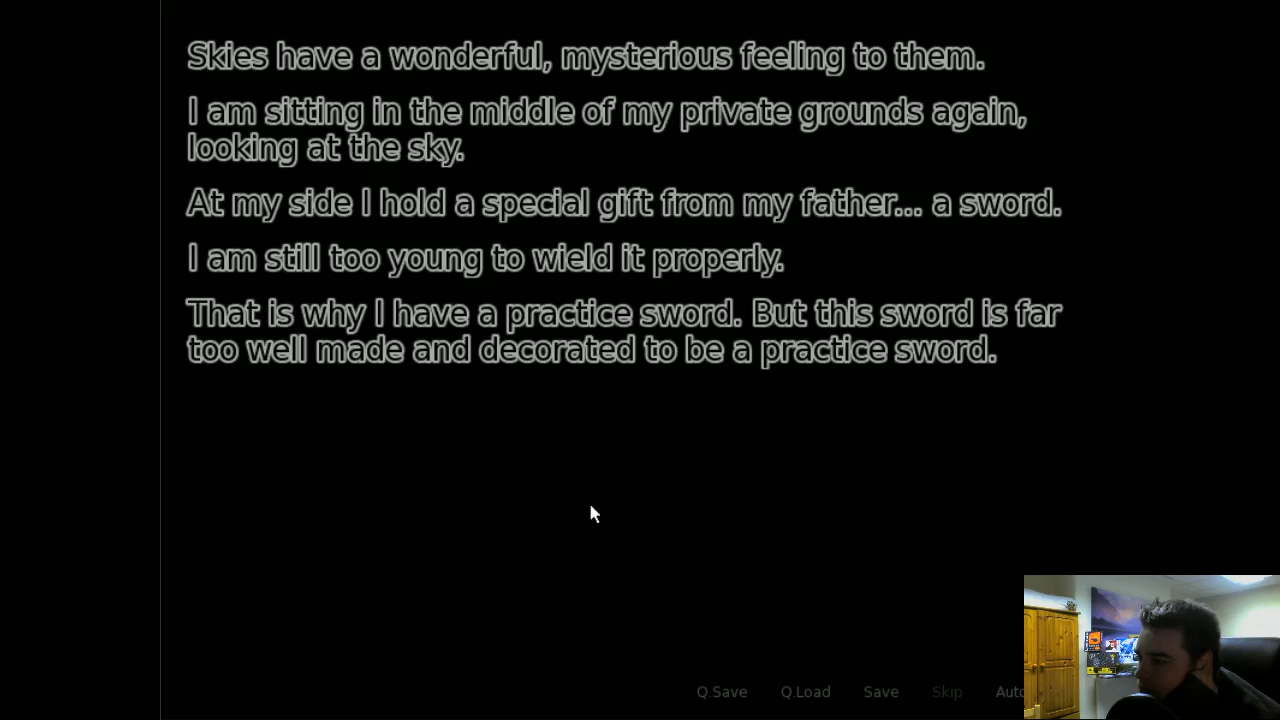 Skies have a wonderful, mysterious feeling to them.
I am sitting in the middle of my private grounds again,
looking at the sky.
At my side I hold a special gift from my father... a sword.
I am still too young to wield it properly.
That is why I have a practice sword. But this sword is far
too well made and decorated to be a practice sword.
Q.Save Q.Load Save Skip Auto